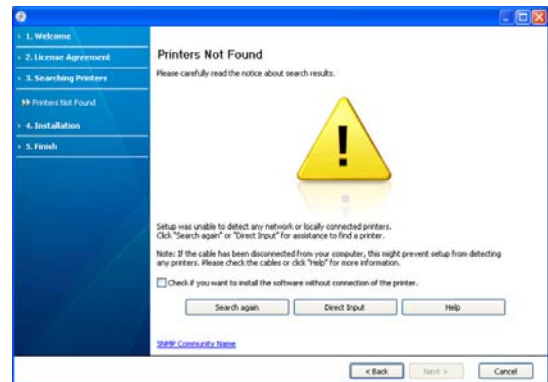 1. Welcome
2. License Agreement
3. Searching Printers
Printers Not Found
4. Installation
5. Finish
Printers Not Found
Please carefully read the notice about search results.
Setup was unable to detect any network or locally connected printers.
Click "Search again" or "Direct Input" for assistance to find a printer.
Note: If the cable has been disconnected from your computer, this might prevent setup from detecting
any printers. Please check the cables or click "Help" for more information.
Check if you want to install the software without connection of the printer.
Search again
Direct Input
Help
SNMP Community Name
< Back
Next >
Cancel